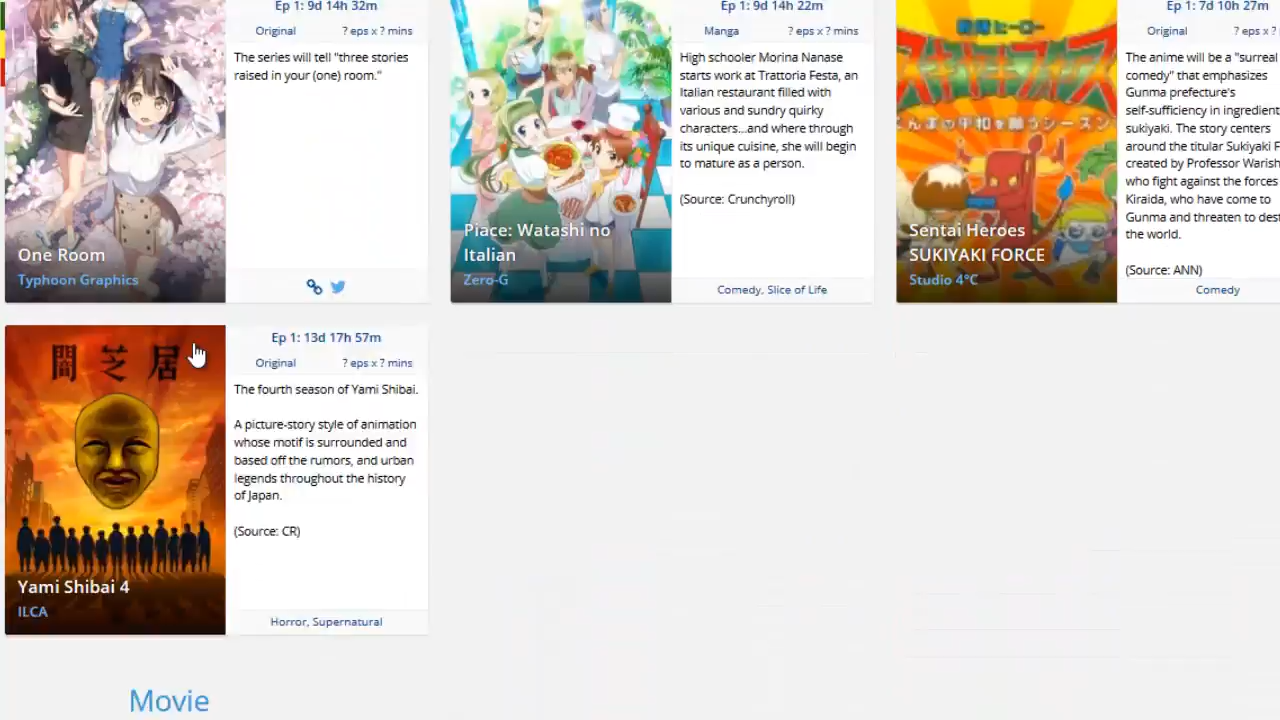 Ep 1: 9d 14h 32m
Original ? eps x ? mins
The series will tell "three stories
raised in your (one) room."
One Room
Typhoon Graphics
Ep 1: 9d 14h 22m
Manga ? eps x ? mins
High schooler Morina Nanase
starts work at Trattoria Festa, an
Italian restaurant filled with
various and sundry quirky
characters...and where through
its unique cuisine, she will begin
to mature as a person.
(Source: Crunchyroll)
Piace: Watashi no
Italian
Zero-G
Comedy, Slice of Life
Ep 1: 7d 10h 27m
Original ? eps x ?
The anime will be a "surreal
comedy" that emphasizes
Gunma prefecture's
self-sufficiency in ingredient
sukiyaki. The story centers
around the titular Sukiyaki F
created by Professor Warish
who fight against the forces
Kiraida, who have come to
Gunma and threaten to dest
the world.
(Source: ANN)
Sentai Heroes
SUKIYAKI FORCE
Studio 4°C
Comedy
闇芝居
Ep 1: 13d 17h 57m
Original ? eps x ? mins
The fourth season of Yami Shibai.
A picture-story style of animation
whose motif is surrounded and
based off the rumors, and urban
legends throughout the history
of Japan.
(Source: CR)
Yami Shibai 4
ILCA
Horror, Supernatural
Movie